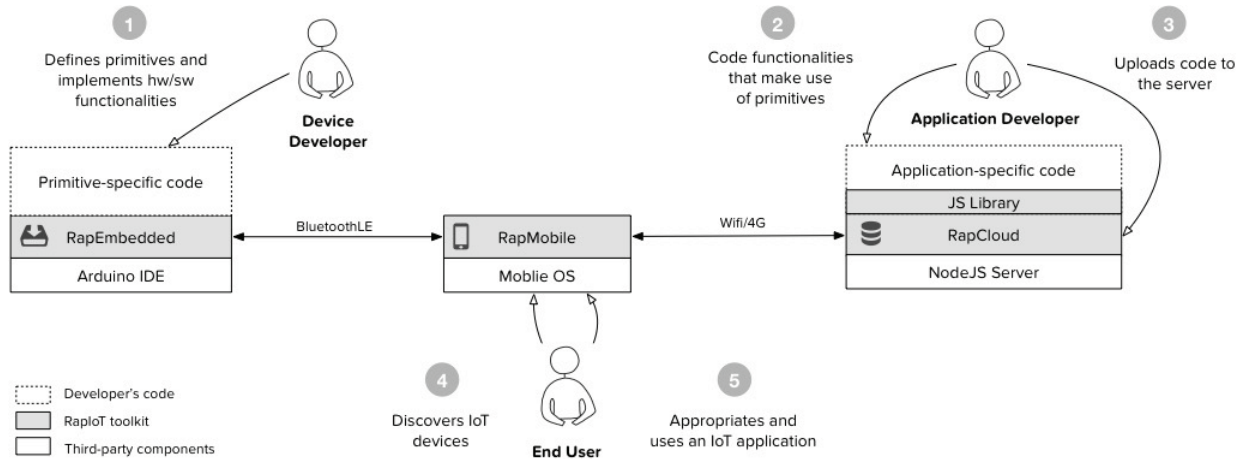 1
Defines primitives and
implements hw/sw
functionalities
Device
Developer
2
Code functionalities
that make use
of primitives
Application Developer
3
Uploads code to
the server
Primitive-specific code
RapEmbedded
Arduino IDE
BluetoothLE
RapMobile
Moblie OS
Wifi/4G
Application-specific code
JS Library
RapCloud
NodeJS Server
4
Discovers IoT
devices
End User
5
Appropriates and
uses an IoT application
Developer's code
RapIoT toolkit
Third-party components